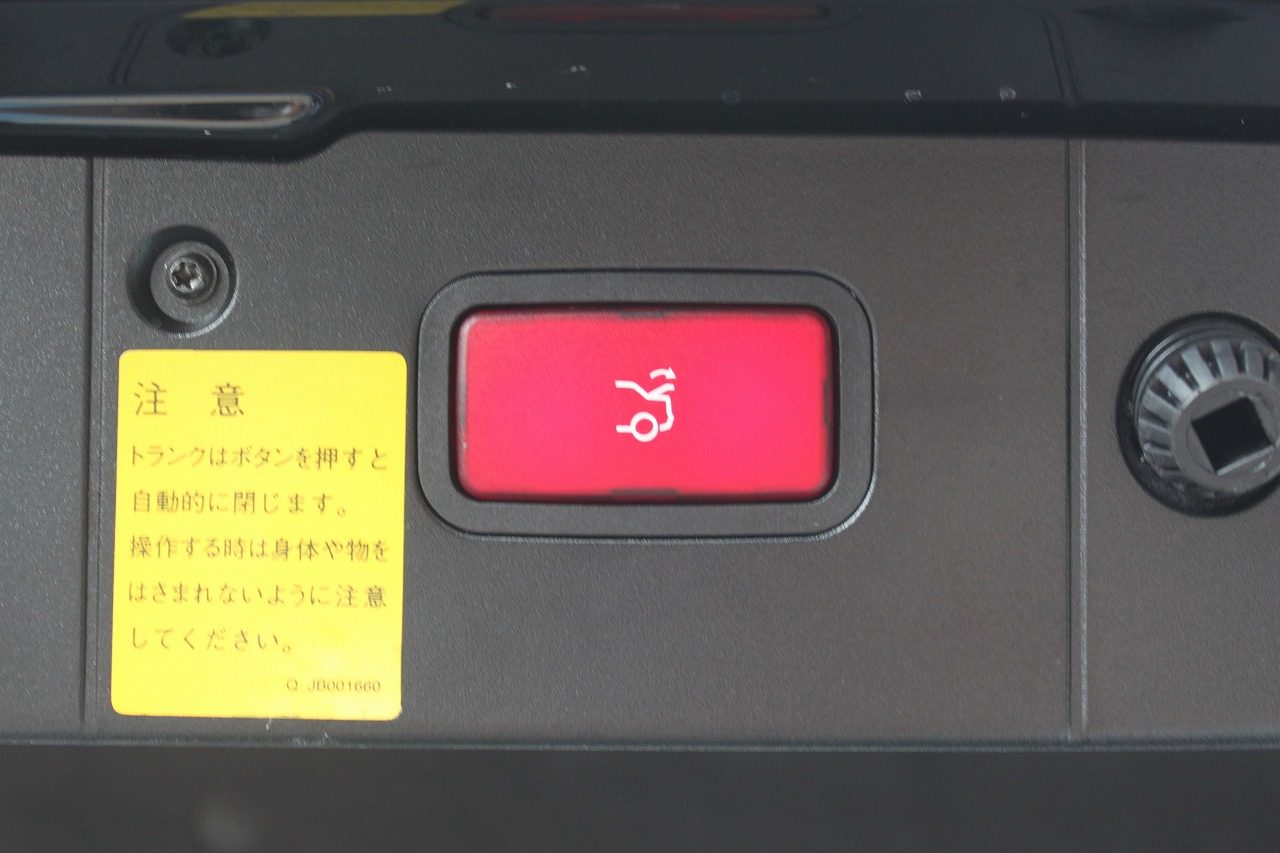 注 意
トランクはボタンを押すと
自動的に閉じます。
操作する時は身体や物を
はさまれないように注意
してください。
Q JB001660